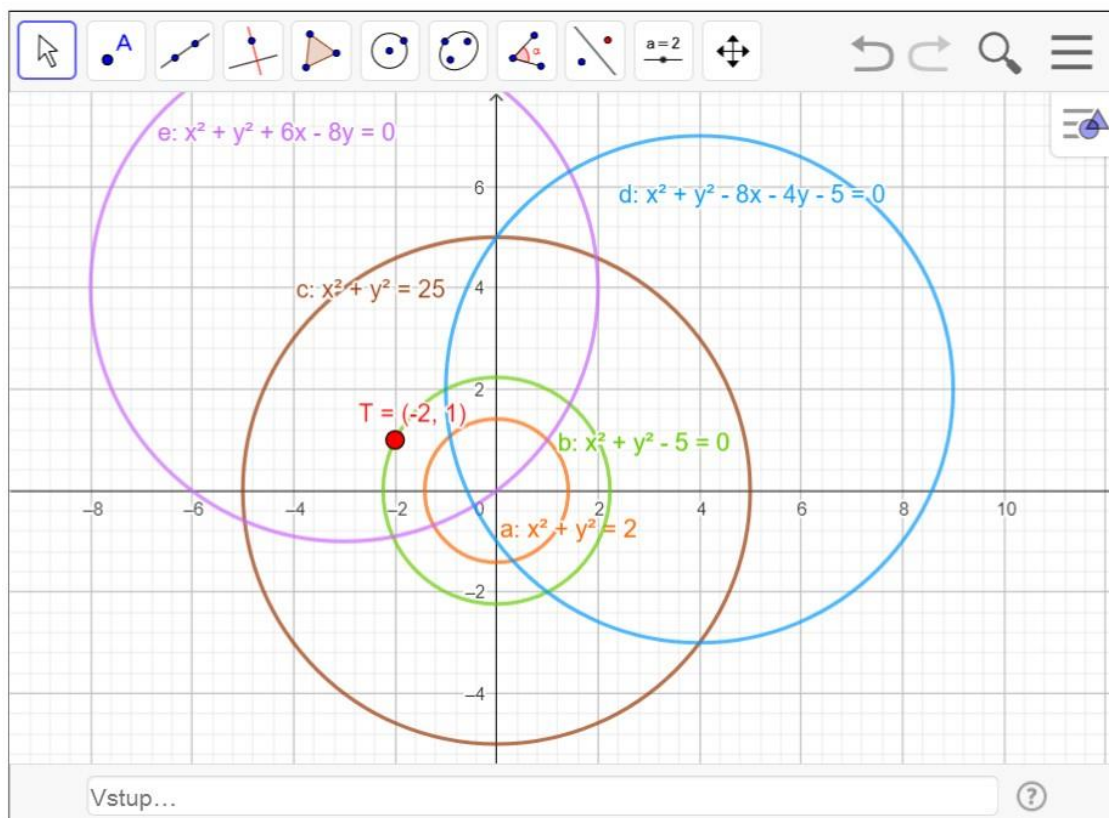 A
α
a=2
e: x² + y² + 6x - 8y = 0
6
d: x² + y² - 8x - 4y - 5 = 0
c: x² + y² = 25
4
2
T = (-2, 1)
b: x² + y² - 5 = 0
–8 –6 –4 –2 0 2 4 6 8 10
a: x² + y² = 2
–2
–4
Vstup…
?